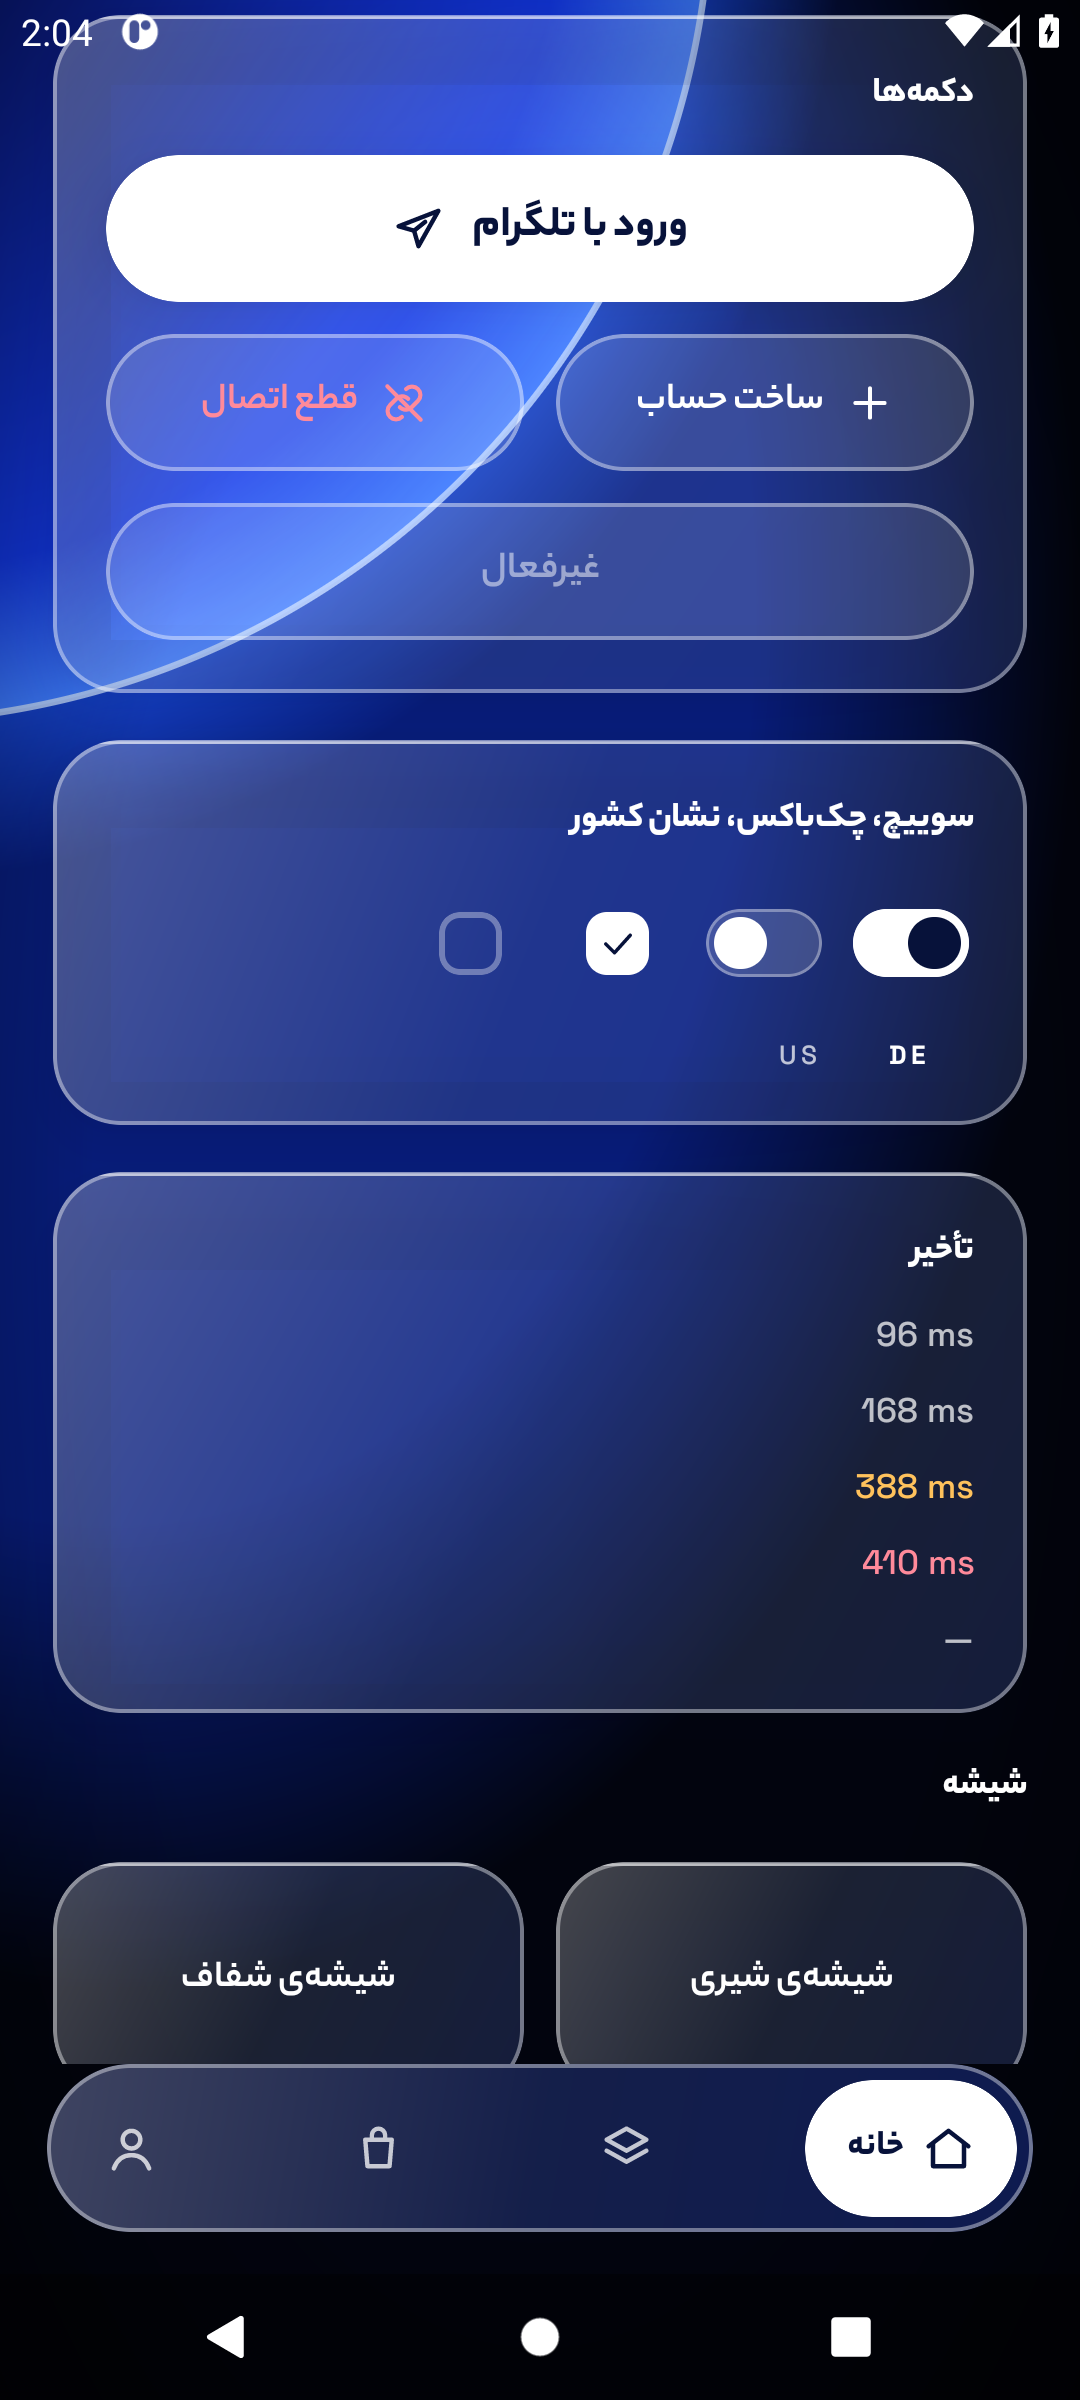 2:04
دکمه‌ها
ورود با تلگرام
ساخت حساب
قطع اتصال
غیرفعال
سوییچ، چک‌باکس، نشان کشور
DE
US
تأخیر
96 ms
168 ms
388 ms
410 ms
—
شیشه
شیشه‌ی شیری
شیشه‌ی شفاف
خانه